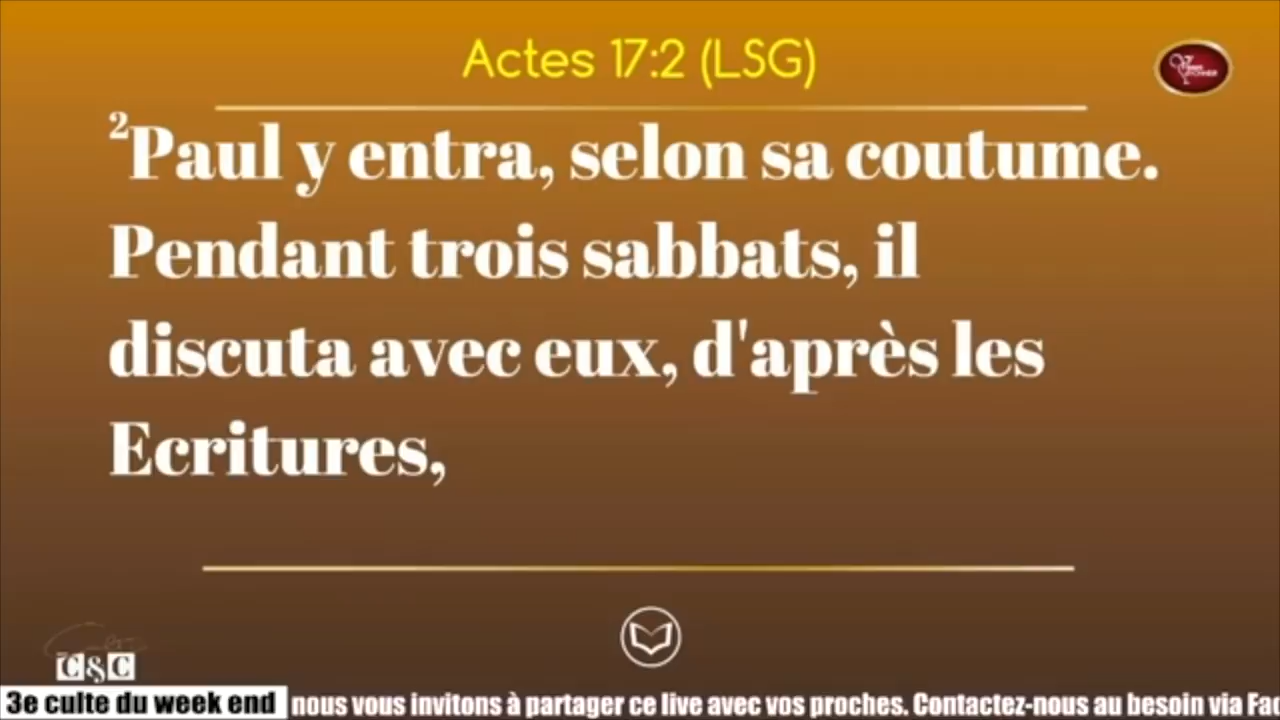 Actes 17:2 (LSG)
2Paul y entra, selon sa coutume.
Pendant trois sabbats, il
discuta avec eux, d'après les
Ecritures,
C&C
3e culte du week end nous vous invitons à partager ce live avec vos proches. Contactez-nous au besoin via